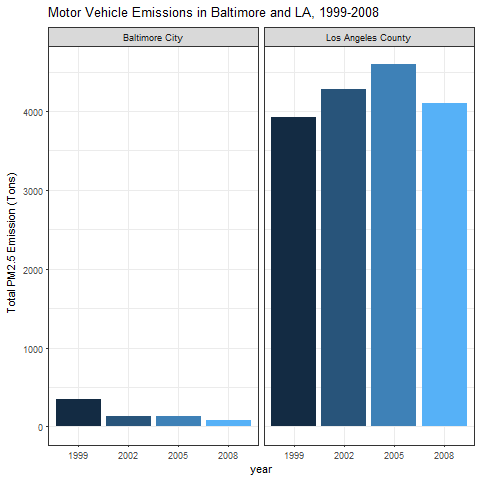 Motor Vehicle Emissions in Baltimore and LA, 1999-2008
Baltimore City
Los Angeles County
Total PM2.5 Emission (Tons)
4000
3000
2000
1000
0
1999 2002 2005 2008
1999 2002 2005 2008
year